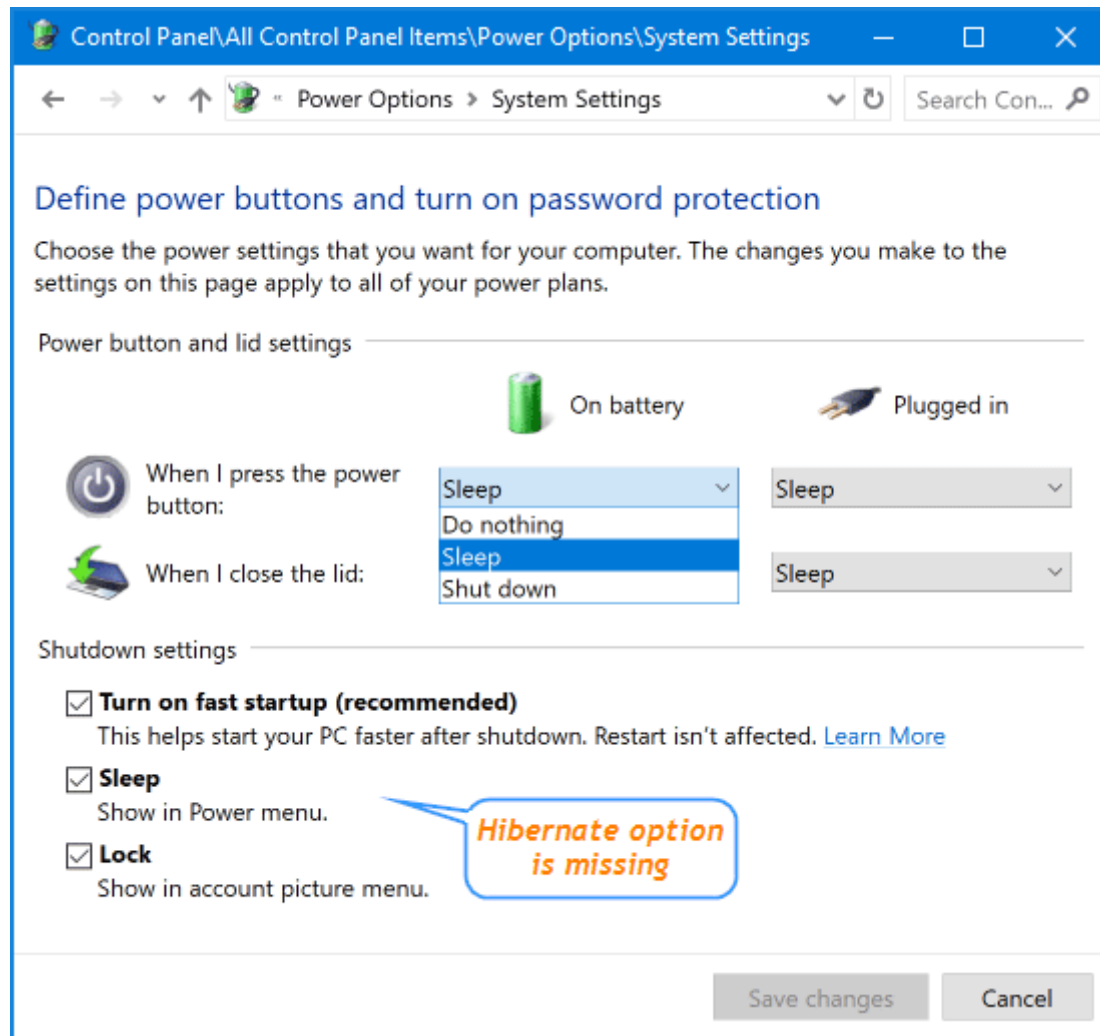 Control Panel\All Control Panel Items\Power Options\System Settings
« Power Options > System Settings
Search Con...
Define power buttons and turn on password protection
Choose the power settings that you want for your computer. The changes you make to the
settings on this page apply to all of your power plans.
Power button and lid settings
On battery
Plugged in
When I press the power
button:
Sleep
Sleep
Do nothing
Sleep
Shut down
When I close the lid:
Sleep
Shutdown settings
Turn on fast startup (recommended)
This helps start your PC faster after shutdown. Restart isn't affected. Learn More
Sleep
Show in Power menu.
Hibernate option
is missing
Lock
Show in account picture menu.
Save changes
Cancel